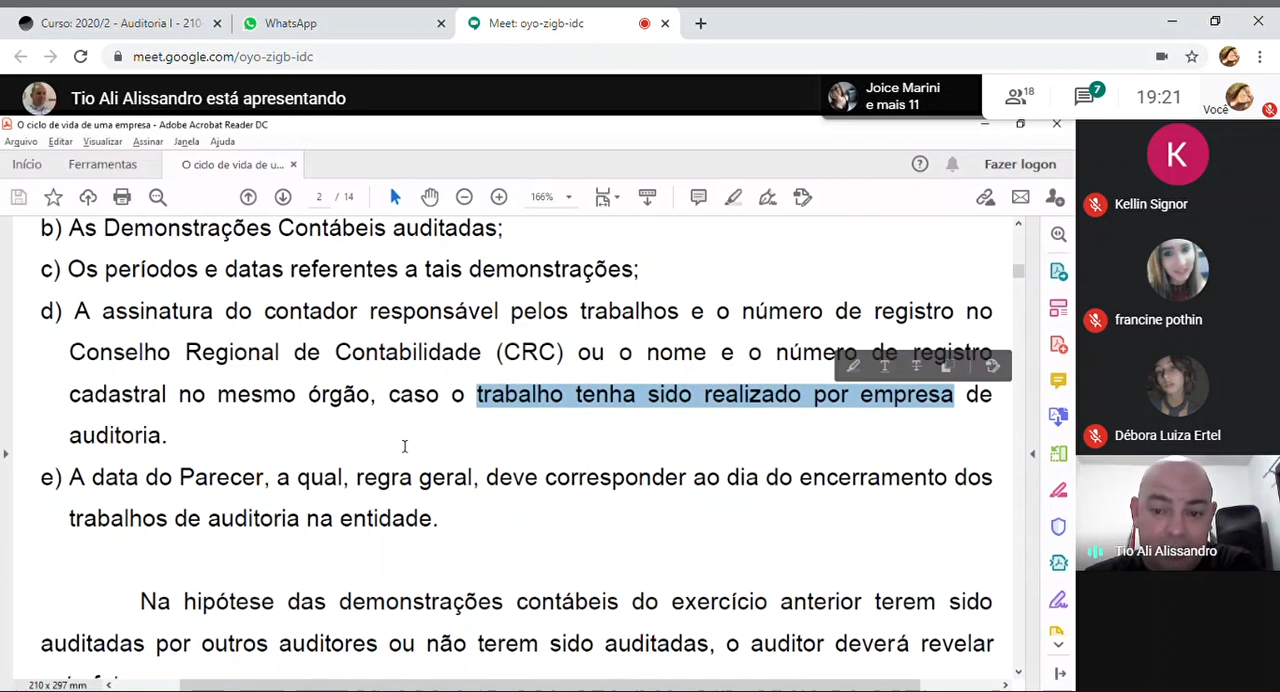 Curso: 2020/2 - Auditoria I - 210
WhatsApp
Meet: oyo-zigb-idc
meet.google.com/oyo-zigb-idc
Tio Ali Alissandro está apresentando
Joice Marini
e mais 11
18
7
19:21
Você
O ciclo de vida de uma empresa - Adobe Acrobat Reader DC
Arquivo Editar Visualizar Assinar Janela Ajuda
Início Ferramentas O ciclo de vida de u... Fazer logon
2 / 14 166%
b) As Demonstrações Contábeis auditadas;
c) Os períodos e datas referentes a tais demonstrações;
d) A assinatura do contador responsável pelos trabalhos e o número de registro no
Conselho Regional de Contabilidade (CRC) ou o nome e o número de registro
cadastral no mesmo órgão, caso o trabalho tenha sido realizado por empresa de
auditoria.
e) A data do Parecer, a qual, regra geral, deve corresponder ao dia do encerramento dos
trabalhos de auditoria na entidade.
Na hipótese das demonstrações contábeis do exercício anterior terem sido
auditadas por outros auditores ou não terem sido auditadas, o auditor deverá revelar
210 x 297 mm
K
Kellin Signor
francine pothin
Débora Luiza Ertel
Tio Ali Alissandro